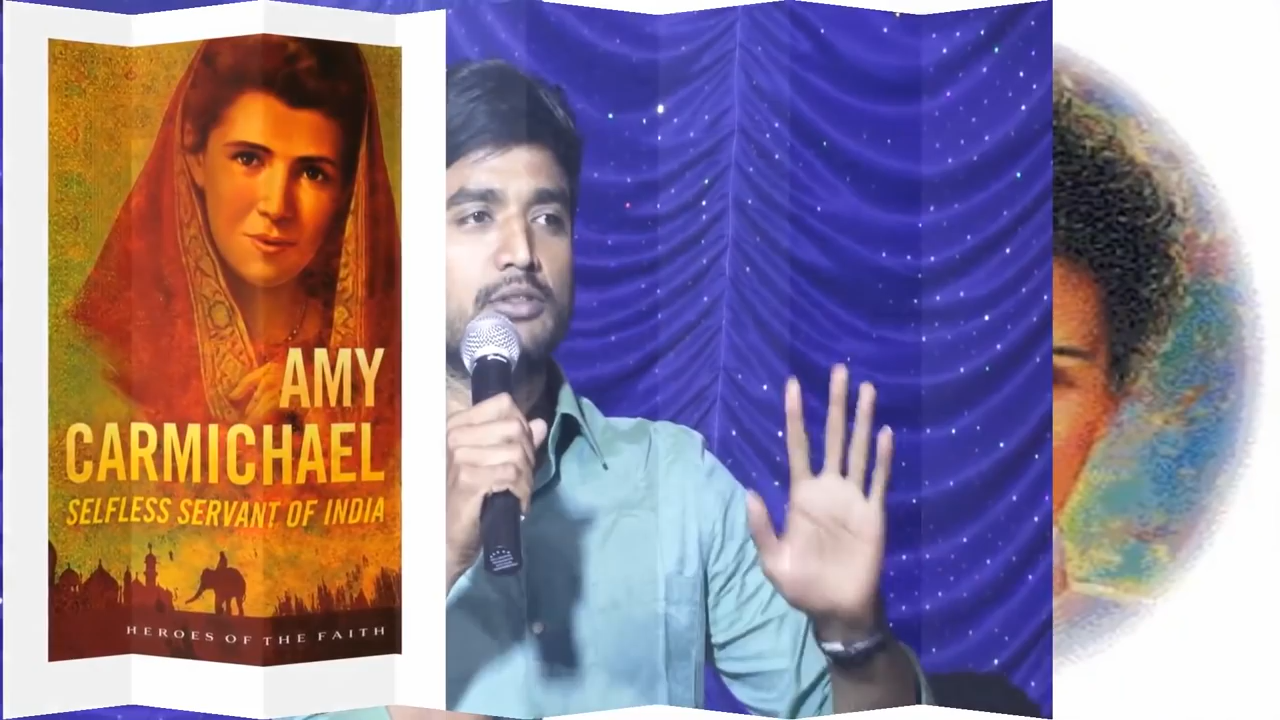 AMY
CARMICHAEL
SELFLESS SERVANT OF INDIA
HEROES OF THE FAITH